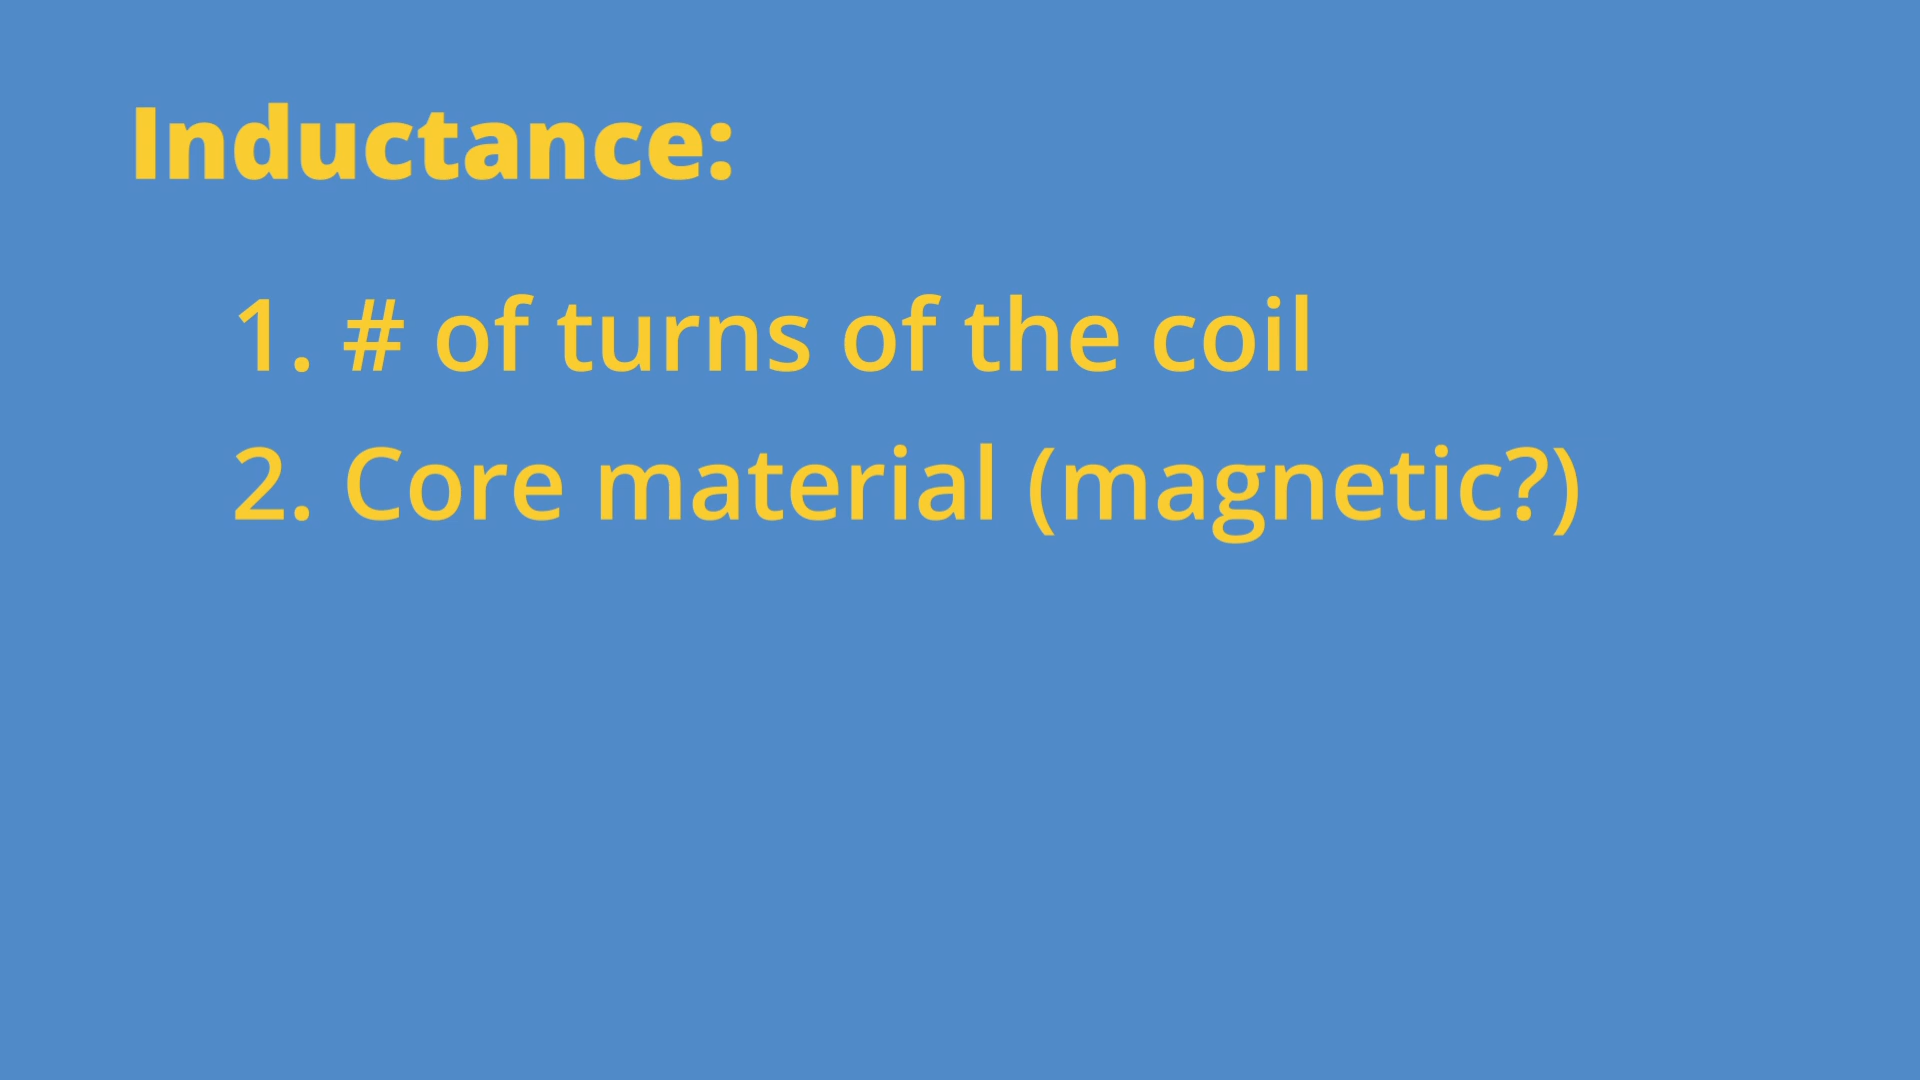 Inductance:
1. # of turns of the coil
2. Core material (magnetic?)